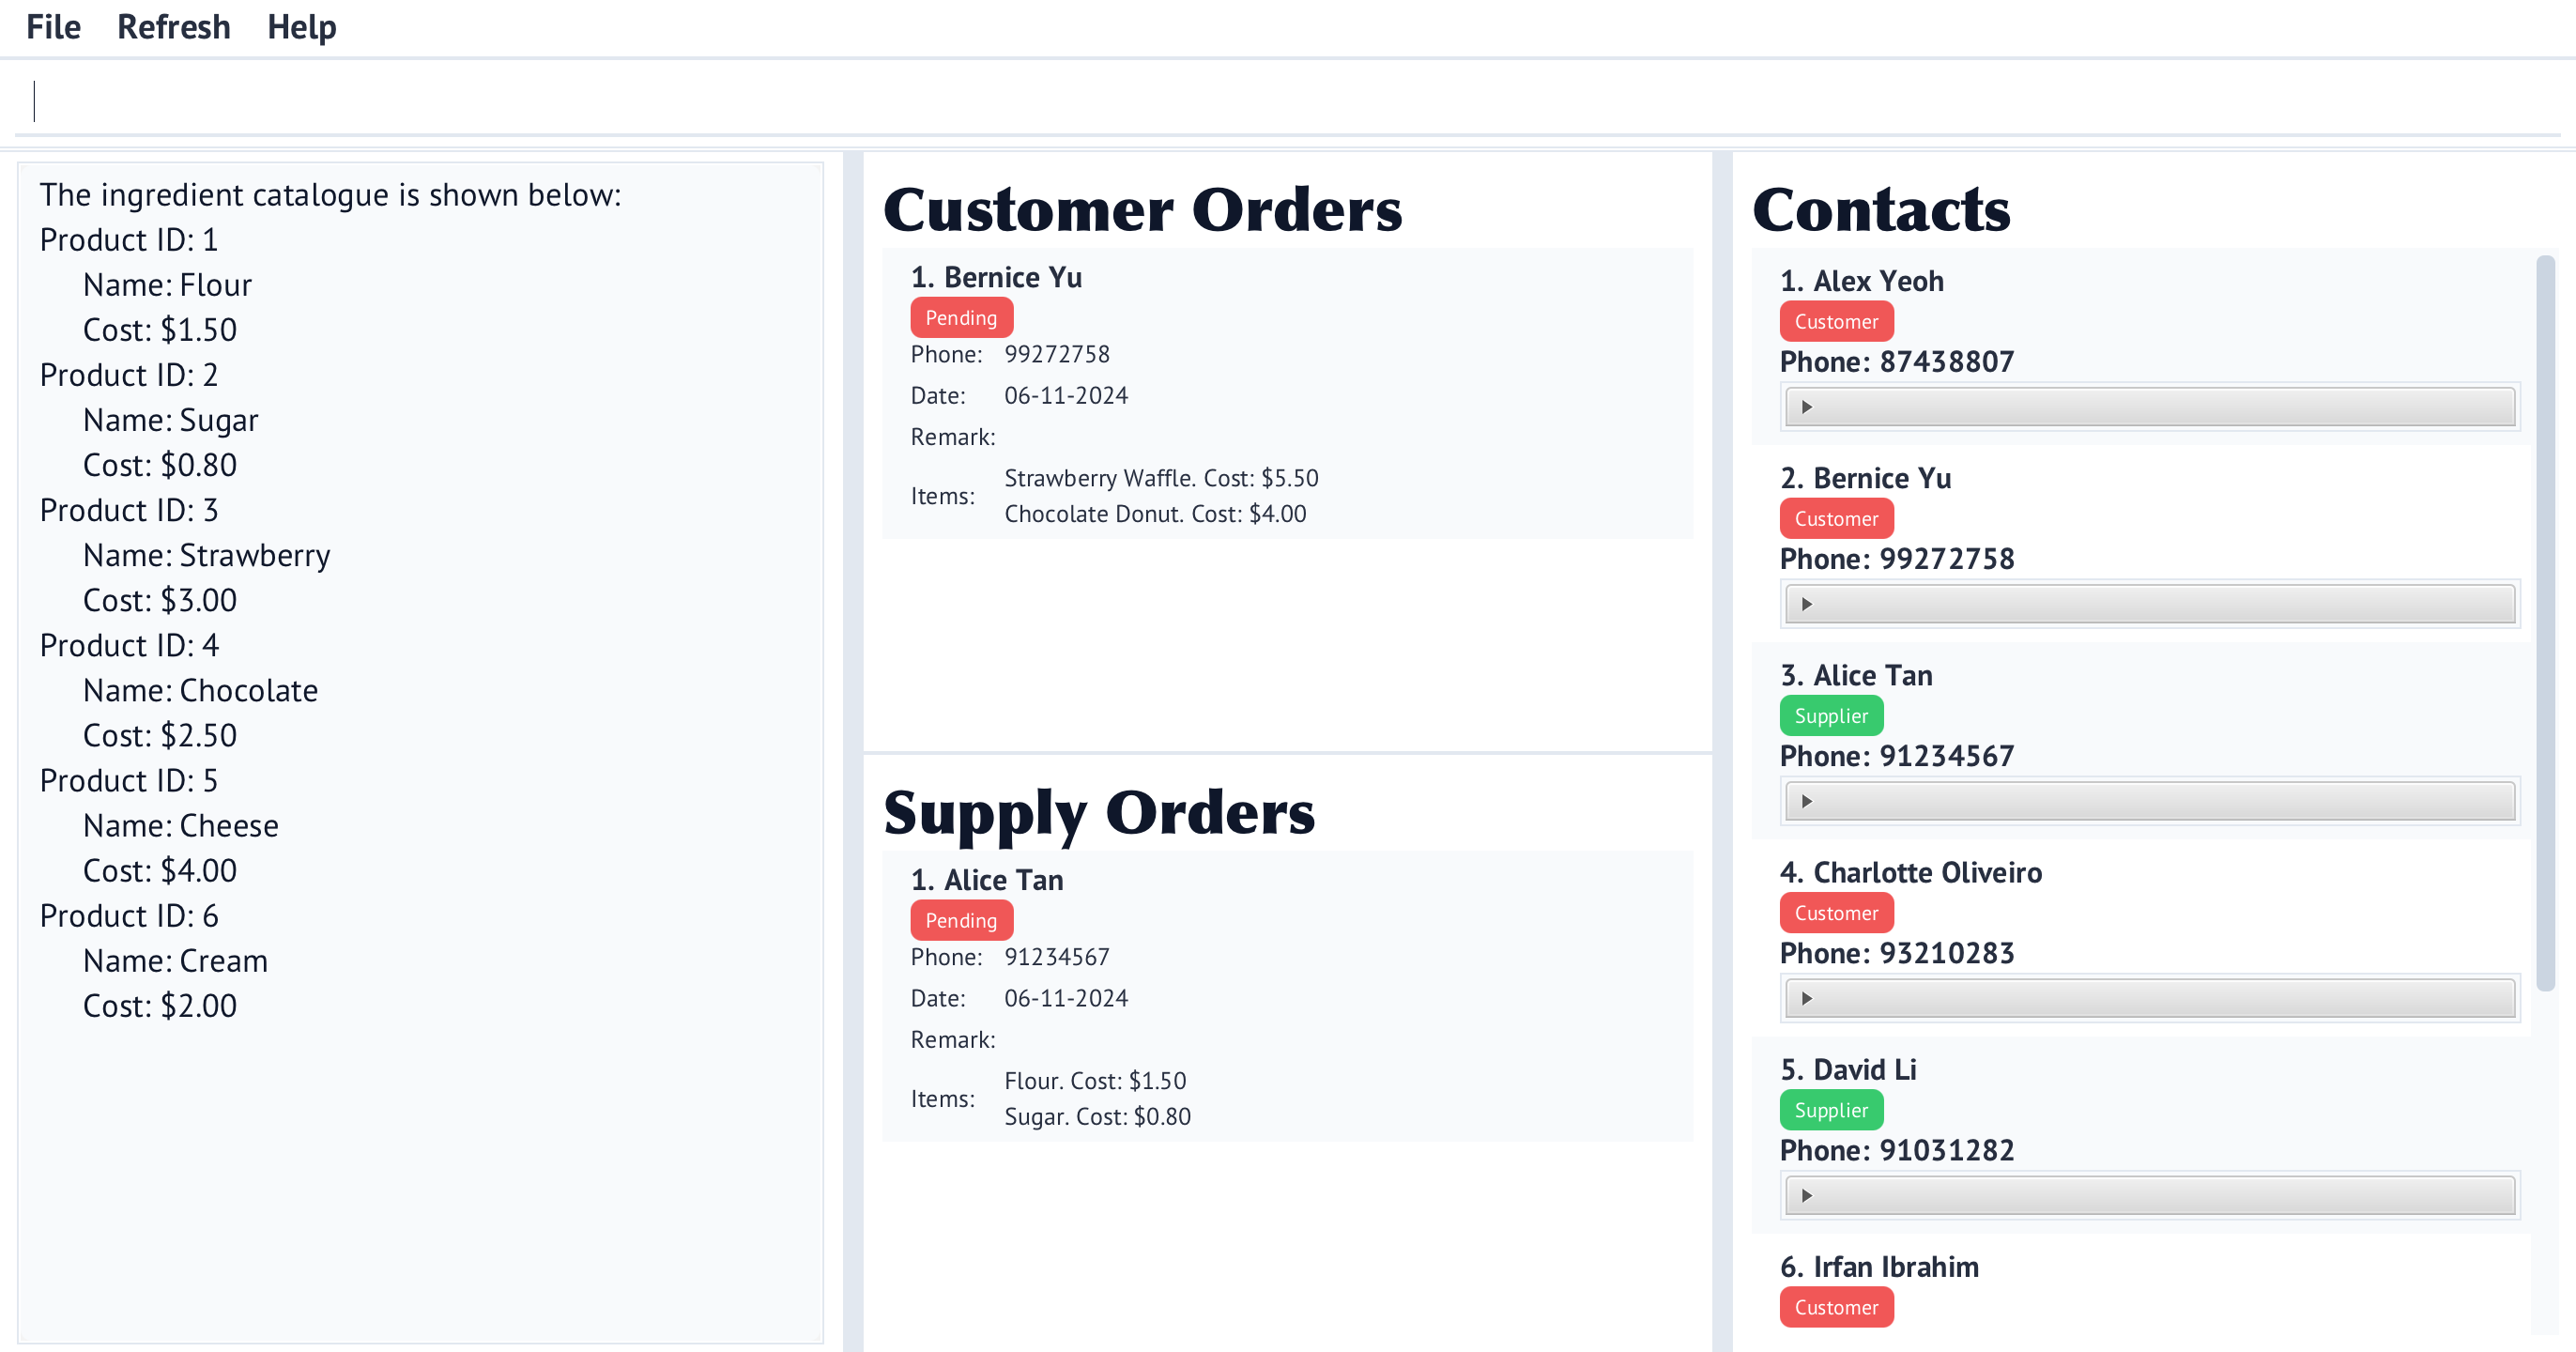 File Refresh Help
The ingredient catalogue is shown below:
Product ID: 1
Name: Flour
Cost: $1.50
Product ID: 2
Name: Sugar
Cost: $0.80
Product ID: 3
Name: Strawberry
Cost: $3.00
Product ID: 4
Name: Chocolate
Cost: $2.50
Product ID: 5
Name: Cheese
Cost: $4.00
Product ID: 6
Name: Cream
Cost: $2.00
Customer Orders
1. Bernice Yu
Pending
Phone: 99272758
Date: 06-11-2024
Remark:
Items:
Strawberry Waffle. Cost: $5.50
Chocolate Donut. Cost: $4.00
Supply Orders
1. Alice Tan
Pending
Phone: 91234567
Date: 06-11-2024
Remark:
Items:
Flour. Cost: $1.50
Sugar. Cost: $0.80
Contacts
1. Alex Yeoh
Customer
Phone: 87438807
2. Bernice Yu
Customer
Phone: 99272758
3. Alice Tan
Supplier
Phone: 91234567
4. Charlotte Oliveiro
Customer
Phone: 93210283
5. David Li
Supplier
Phone: 91031282
6. Irfan Ibrahim
Customer